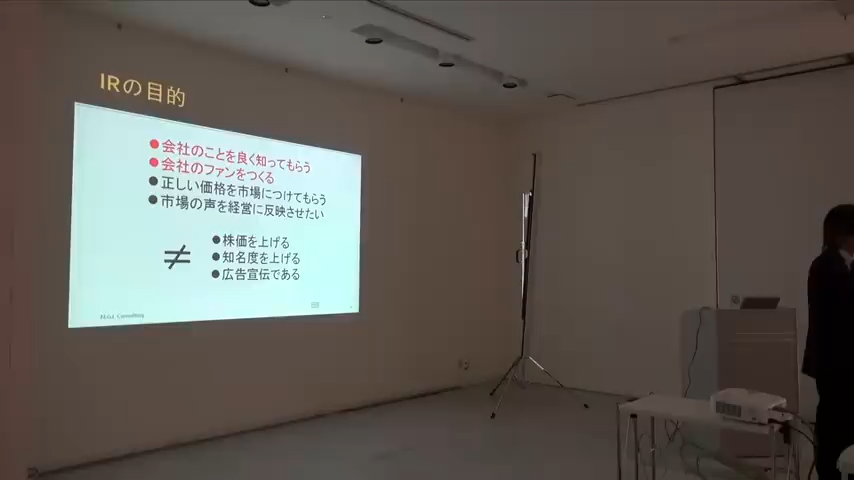 IRの目的
●会社のことを良く知ってもらう
●会社のファンをつくる
●正しい価格を市場につけてもらう
●市場の声を経営に反映させたい
≠
●株価を上げる
●知名度を上げる
●広告宣伝である
Consulting